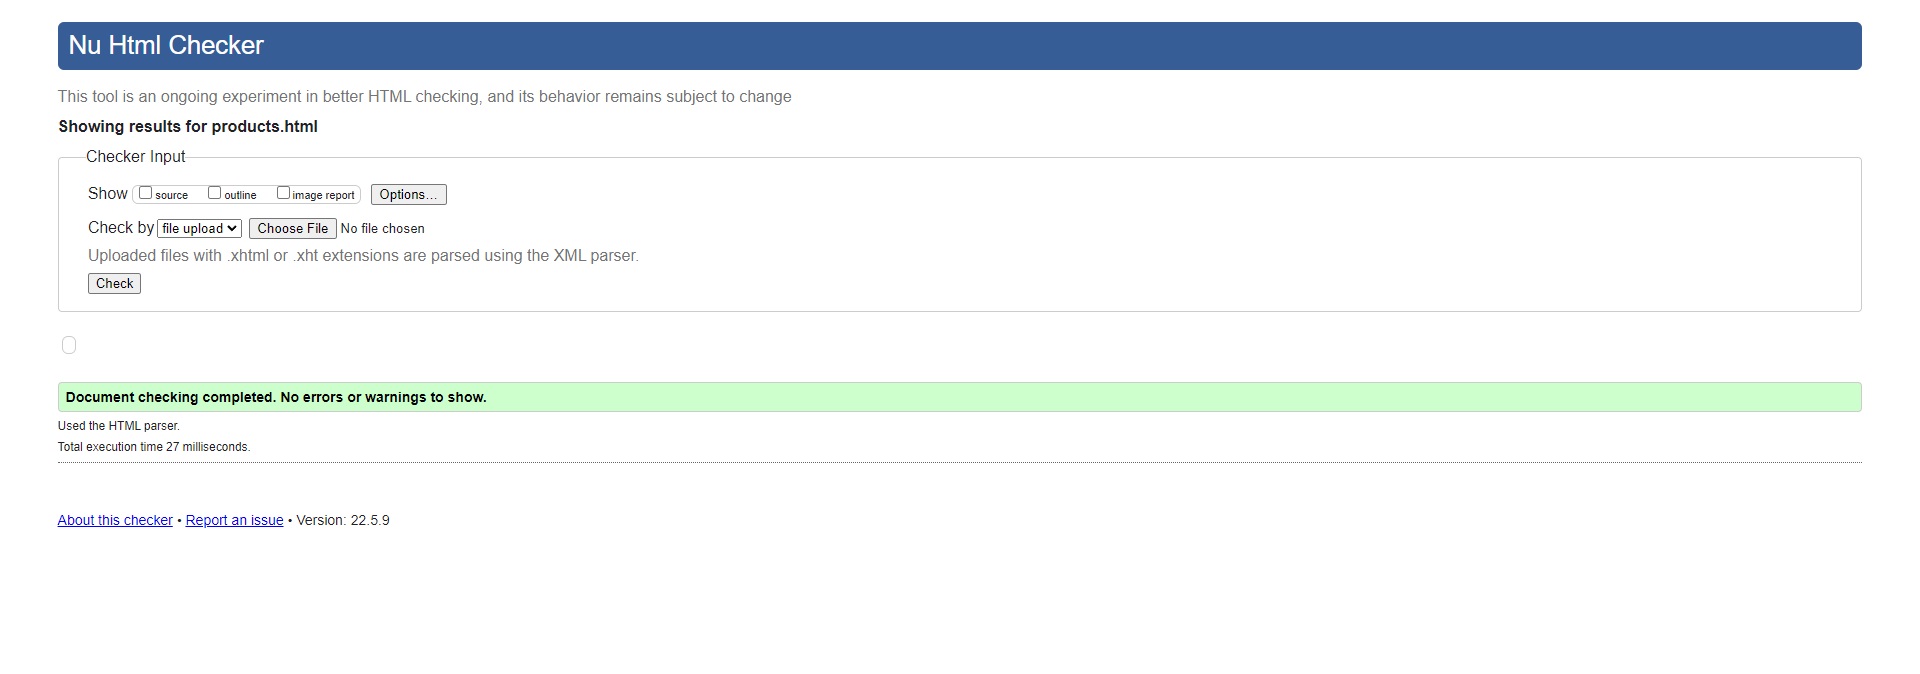 Nu Html Checker
This tool is an ongoing experiment in better HTML checking, and its behavior remains subject to change
Showing results for products.html
Checker Input
Show source outline image report Options...
Check by file upload Choose File No file chosen
Uploaded files with .xhtml or .xht extensions are parsed using the XML parser.
Check
Document checking completed. No errors or warnings to show.
Used the HTML parser.
Total execution time 27 milliseconds.
About this checker • Report an issue • Version: 22.5.9